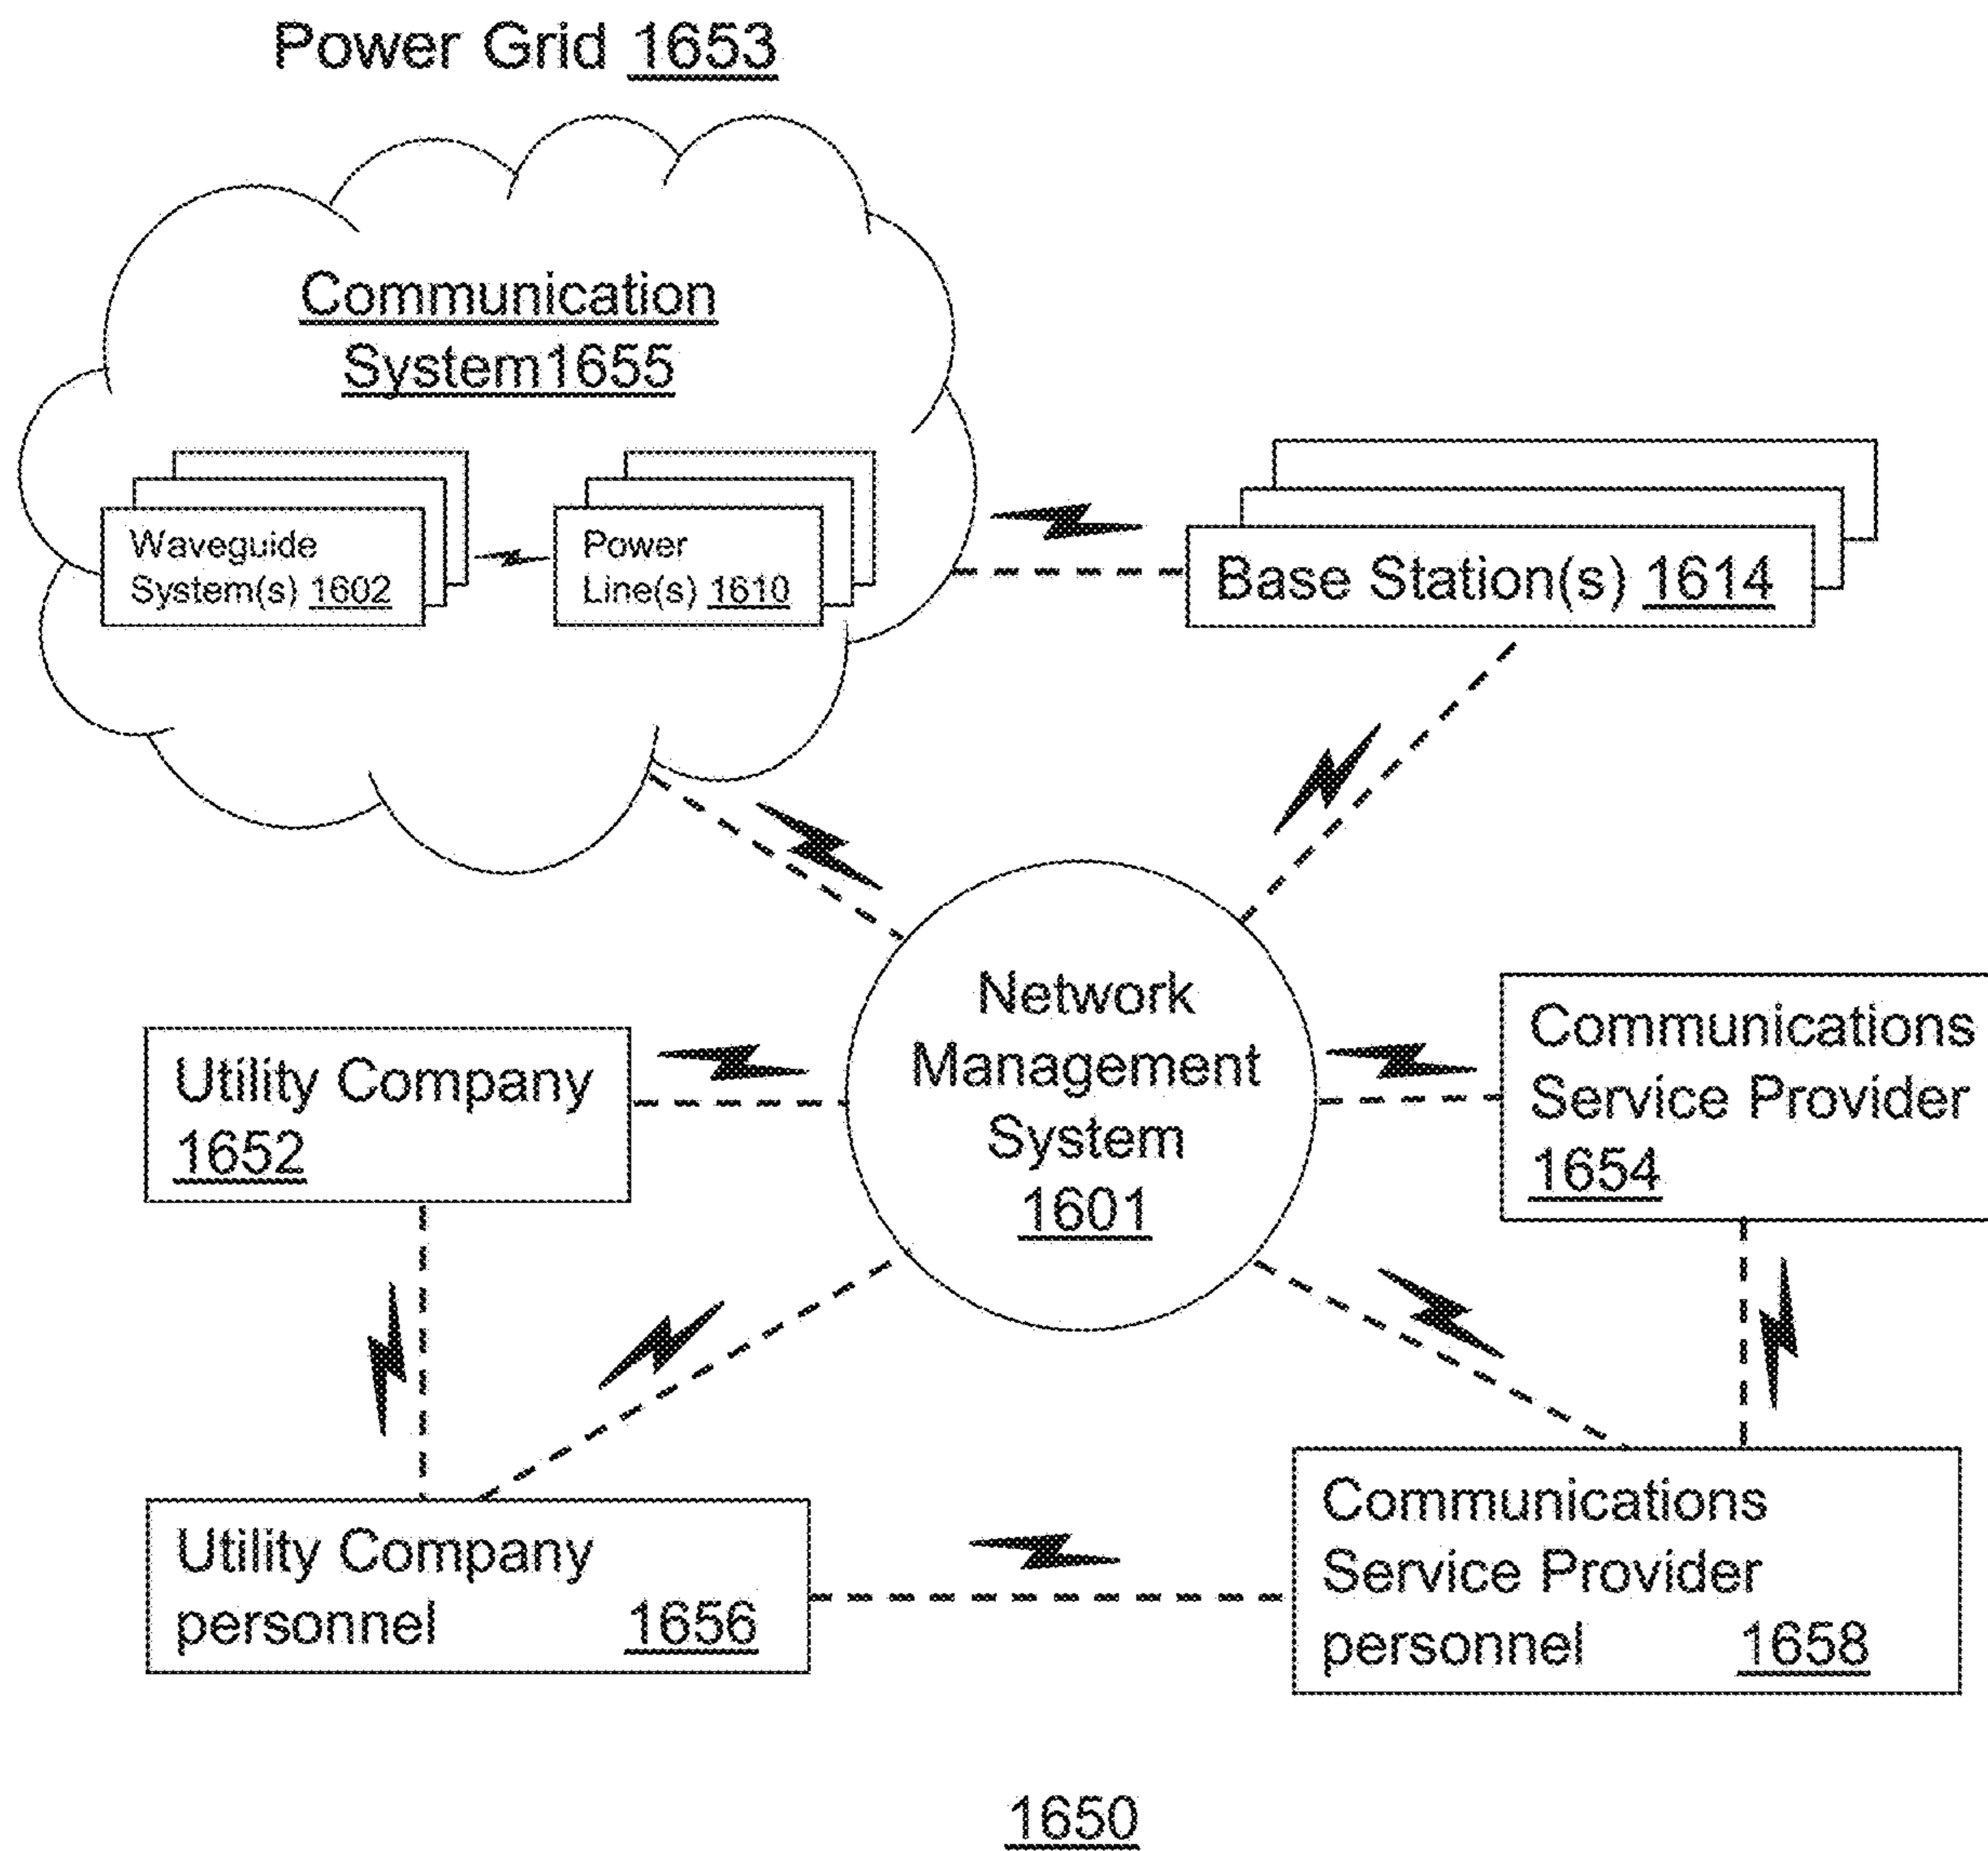 Power Grid 1653
Communication
System1655
Waveguide
System(s) 1602
Power
Line(s) 1610
Base Station(s) 1614
Network
Management
System
1601
Utility Company
1652
Communications
Service Provider
1654
Utility Company
personnel 1656
Communications
Service Provider
personnel 1658
1650